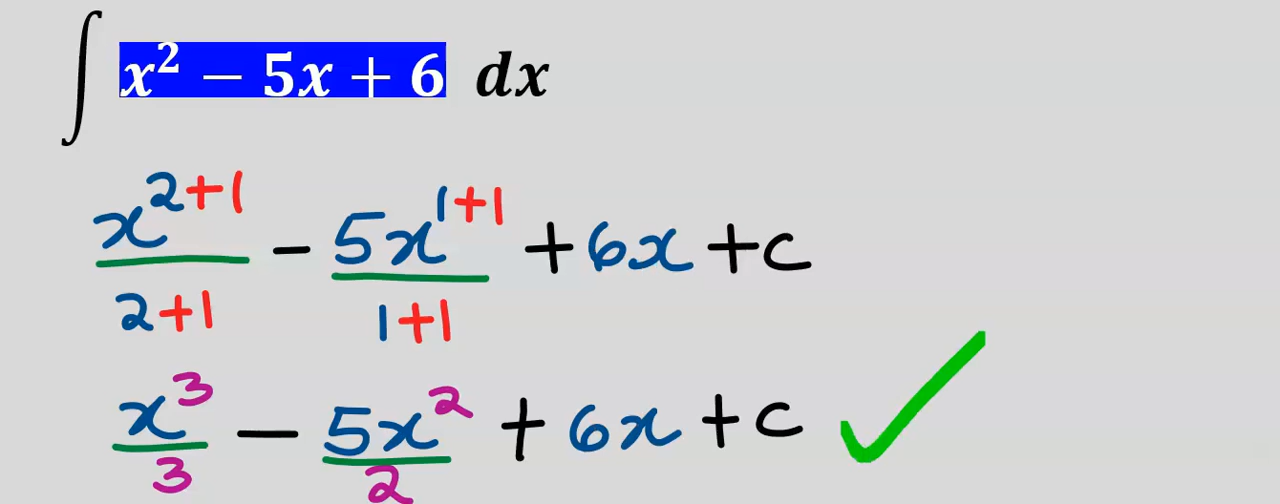 ∫ x² − 5x + 6 dx
x^(2+1)/(2+1) − 5x^(1+1)/(1+1) + 6x + c
x³/3 − 5x²/2 + 6x + c